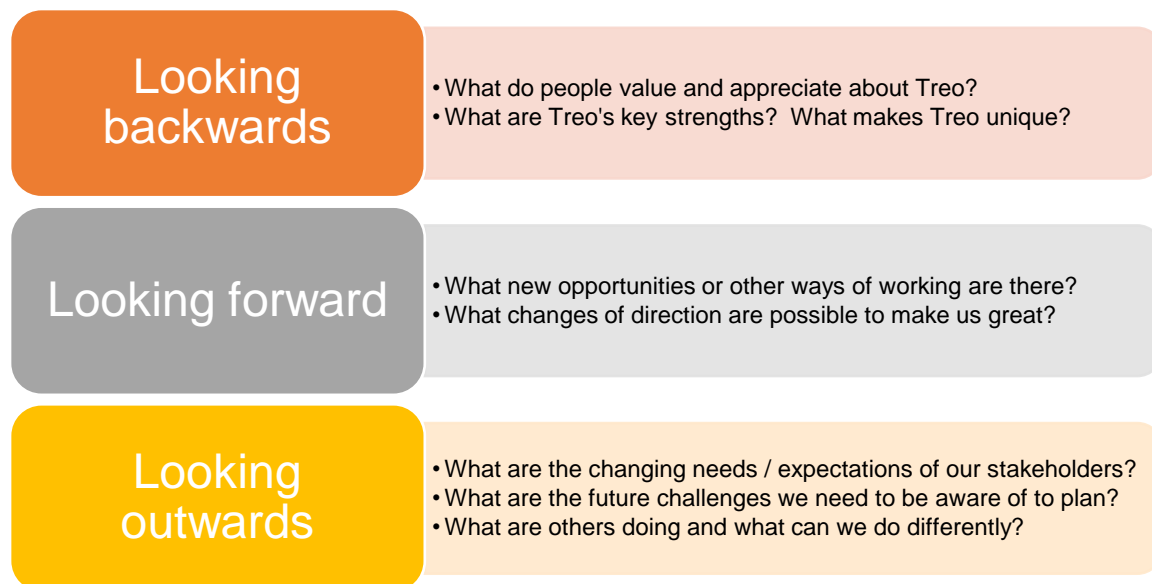 Looking
backwards
• What do people value and appreciate about Treo?
• What are Treo's key strengths?  What makes Treo unique?
Looking forward
• What new opportunities or other ways of working are there?
• What changes of direction are possible to make us great?
Looking
outwards
• What are the changing needs / expectations of our stakeholders?
• What are the future challenges we need to be aware of to plan?
• What are others doing and what can we do differently?